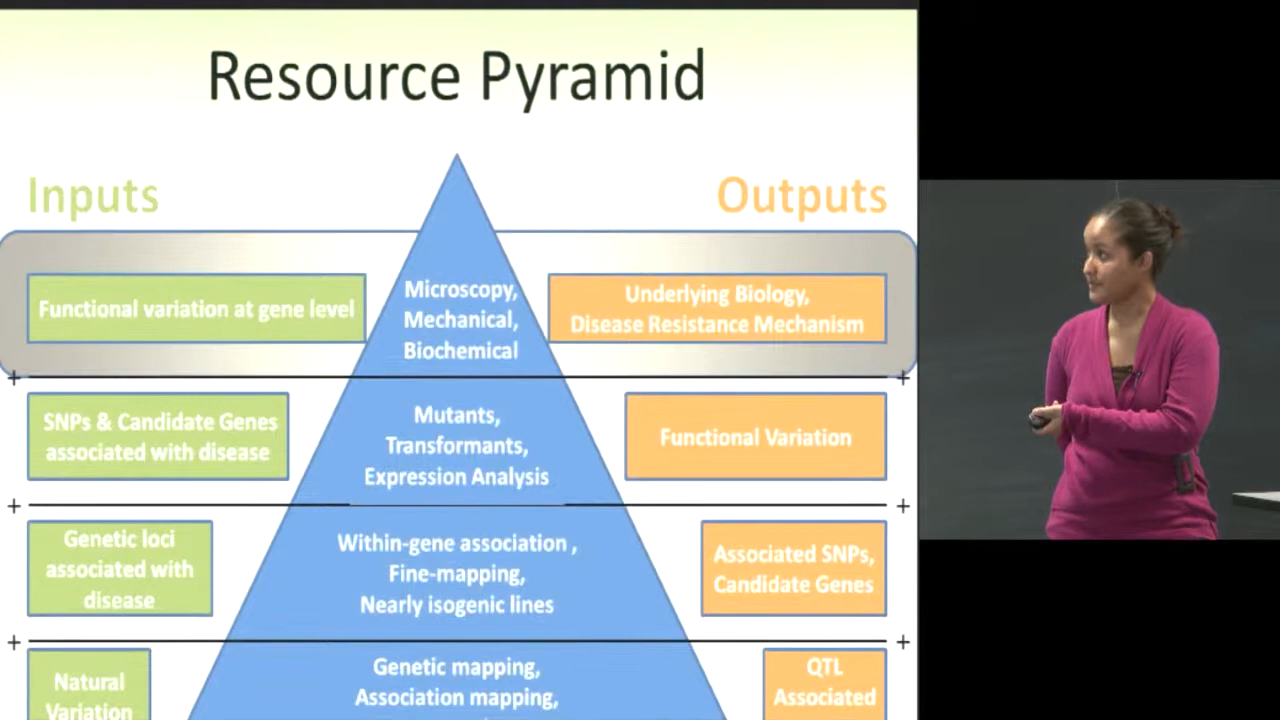 Resource Pyramid
Inputs
Outputs
Functional variation at gene level
Microscopy,
Mechanical,
Biochemical
Underlying Biology,
Disease Resistance Mechanism
SNPs & Candidate Genes
associated with disease
Mutants,
Transformants,
Expression Analysis
Functional Variation
Genetic loci
associated with
disease
Within-gene association ,
Fine-mapping,
Nearly isogenic lines
Associated SNPs,
Candidate Genes
Natural
Variation
Genetic mapping,
Association mapping,
QTL
Associated